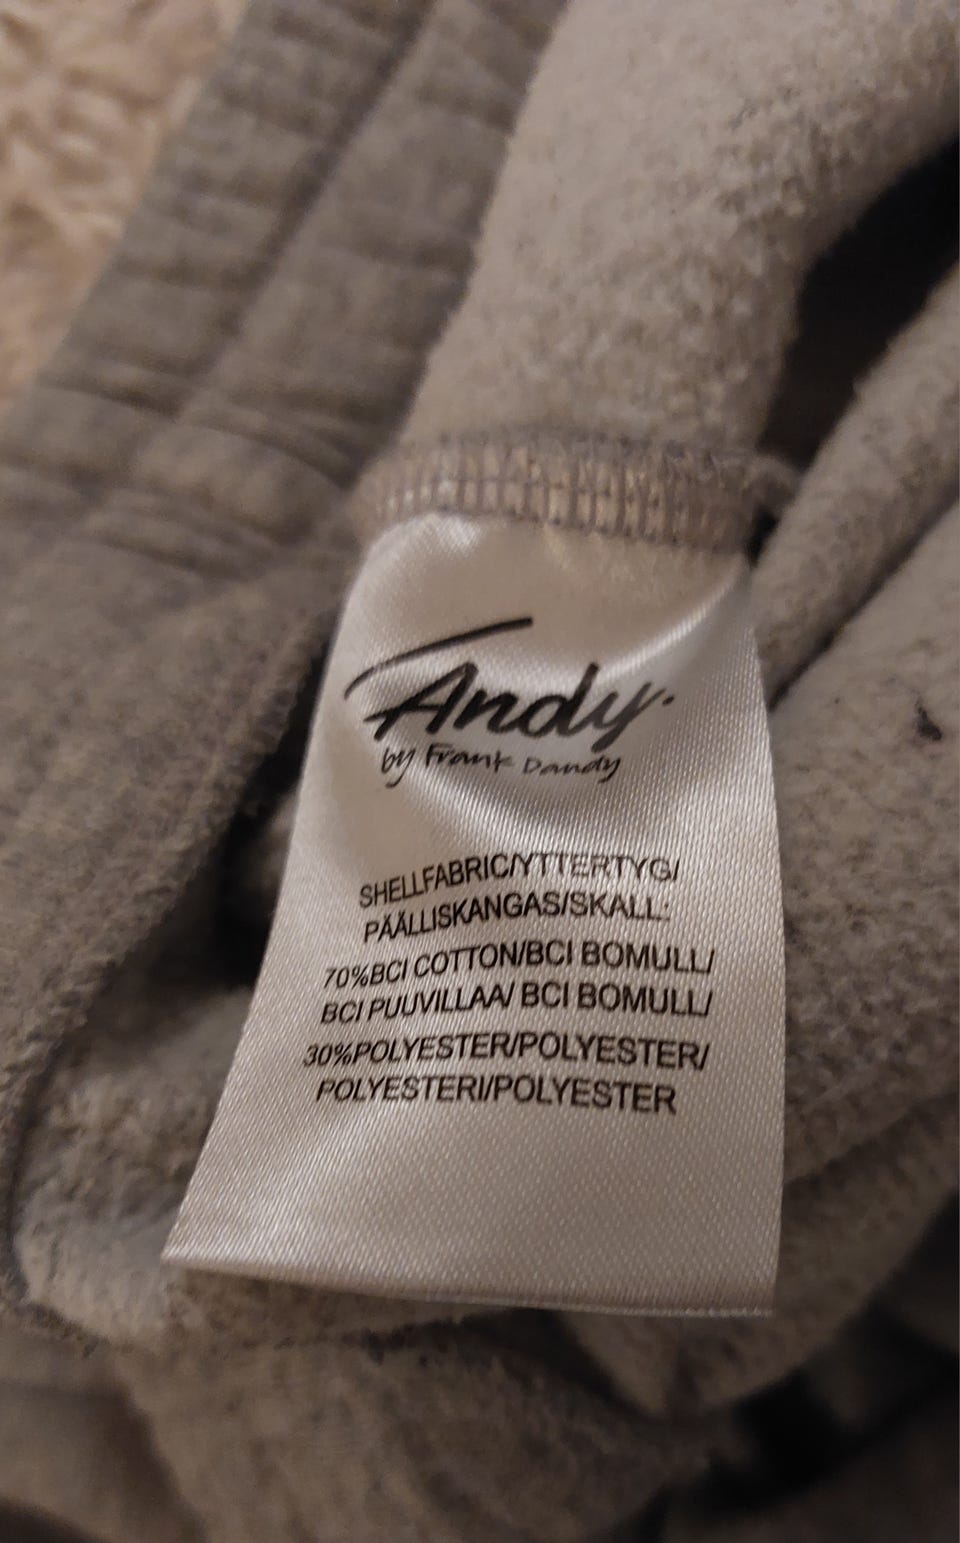 Andy.
by Frank Dandy
SHELLFABRIC/YTTERTYG/
PÄÄLLISKANGAS/SKALL:
70%BCI COTTON/BCI BOMULL/
BCI PUUVILLAA/ BCI BOMULL/
30%POLYESTER/POLYESTER/
POLYESTERI/POLYESTER